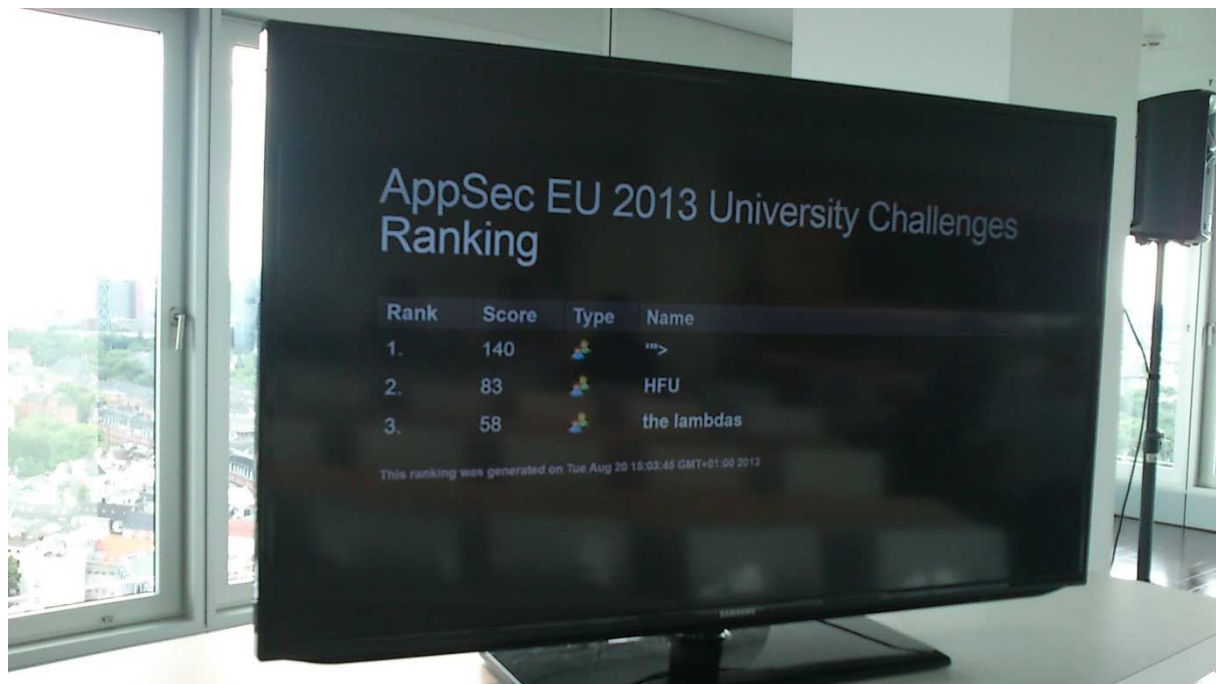 AppSec EU 2013 University Challenges
Ranking
Rank Score Type Name
1. 140 '">
2. 83 HFU
3. 58 the lambdas
This ranking was generated on Tue Aug 20 15:03:45 GMT+01:00 2013
SAMSUNG